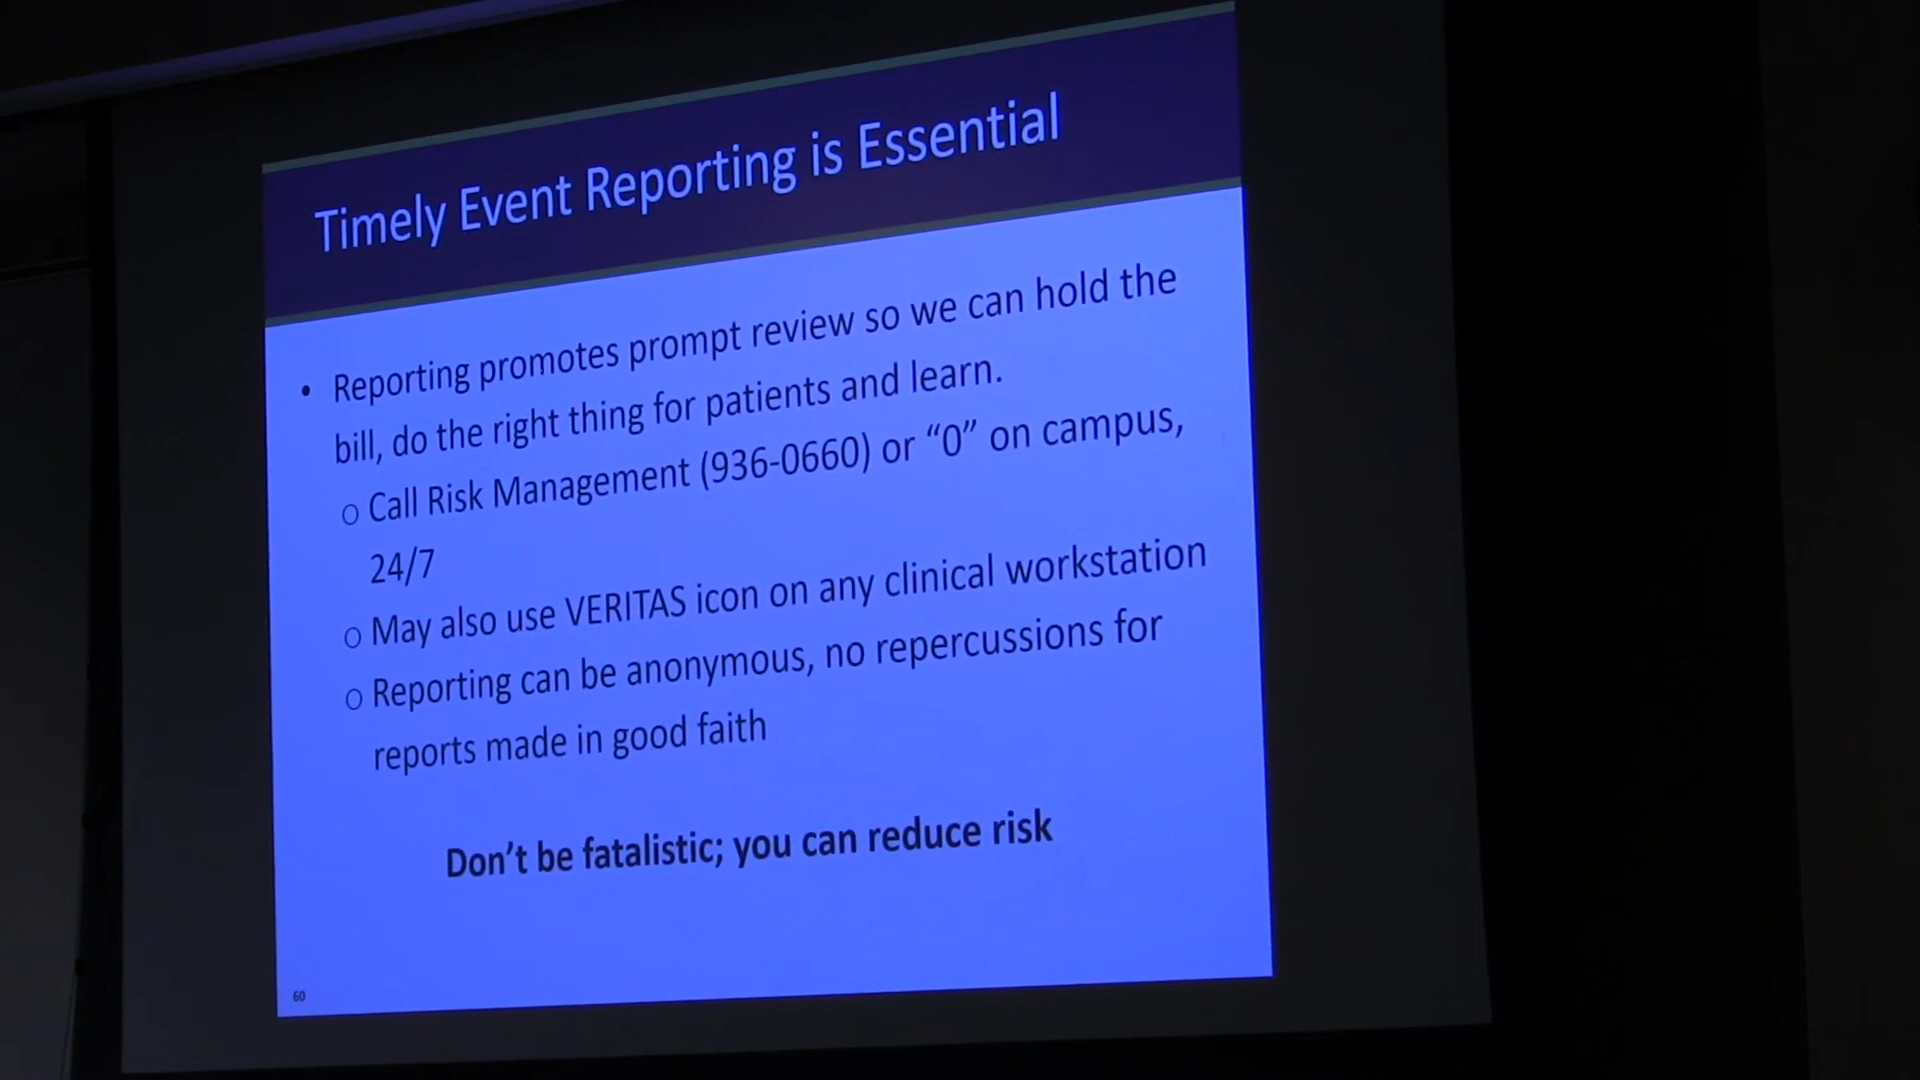 Timely Event Reporting is Essential
• Reporting promotes prompt review so we can hold the
bill, do the right thing for patients and learn.
o Call Risk Management (936-0660) or “0” on campus,
24/7
o May also use VERITAS icon on any clinical workstation
o Reporting can be anonymous, no repercussions for
reports made in good faith
Don’t be fatalistic; you can reduce risk
60